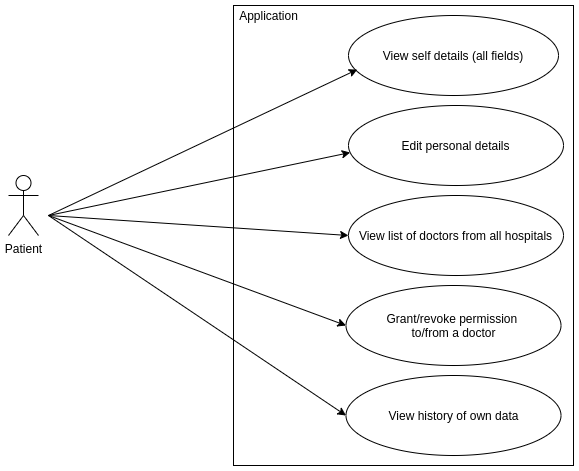 Application
View self details (all fields)
Edit personal details
Patient
View list of doctors from all hospitals
Grant/revoke permission
to/from a doctor
View history of own data